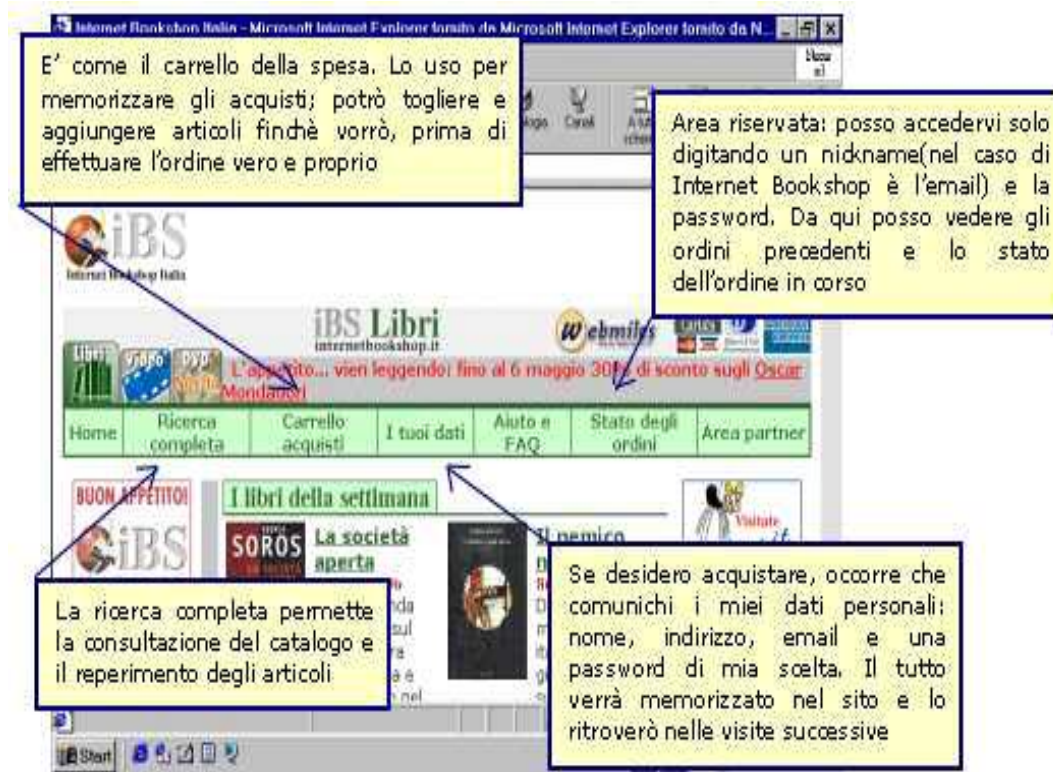 Internet Bookshop Italia - Microsoft Internet Explorer fornito da Microsoft Internet Explorer fornito da N...
E' come il carrello della spesa. Lo uso per
memorizzare gli acquisti; potrò togliere e
aggiungere articoli finchè vorrò, prima di
effettuare l'ordine vero e proprio
Canali
Area riservata: posso accedervi solo
digitando un nickname(nel caso di
Internet Bookshop è l'email) e la
password. Da qui posso vedere gli
ordini precedenti e lo stato
dell'ordine in corso
iBS
Internet Bookshop Italia
iBS Libri
internetbookshop.it
Webmiles
Libri
Video
DVD
L'appetito... vien leggendo: fino al 6 maggio 30% di sconto sugli Oscar
Mondadori
Home
Ricerca
completa
Carrello
acquisti
I tuoi dati
Aiuto e
FAQ
Stato degli
ordini
Area partner
BUON APPETITO!
iBS
I libri della settimana
SOROS
La società
aperta
Il nemico
Visitate
La ricerca completa permette
la consultazione del catalogo e
il reperimento degli articoli
Se desidero acquistare, occorre che
comunichi i miei dati personali:
nome, indirizzo, email e una
password di mia scelta. Il tutto
verrà memorizzato nel sito e lo
ritroverò nelle visite successive
Start